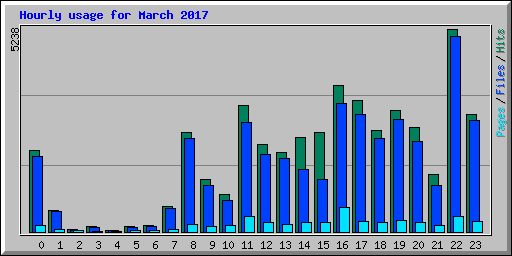 Hourly usage for March 2017
5238
Pages/Files/Hits
0 1 2 3 4 5 6 7 8 9 10 11 12 13 14 15 16 17 18 19 20 21 22 23